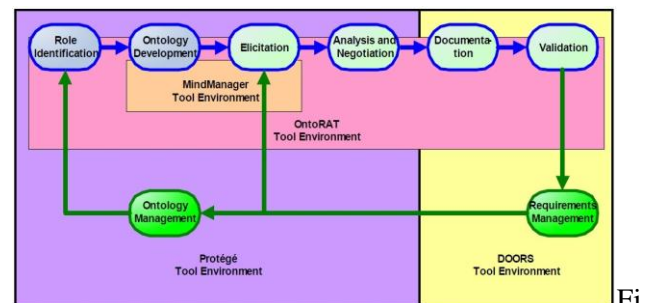 Role
Identification
Ontology
Development
Elicitation
Analysis and
Negotiation
Documenta-
tion
Validation
MindManager
Tool Environment
OntoRAT
Tool Environment
Ontology
Management
Requirements
Management
Protégé
Tool Environment
DOORS
Tool Environment
Fi